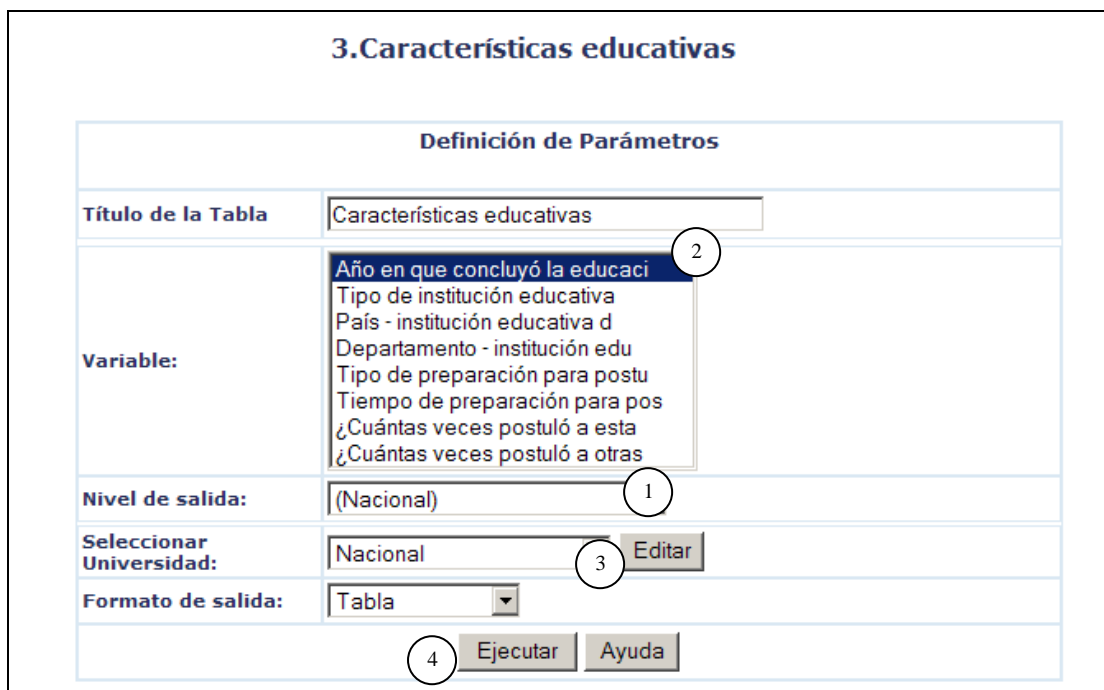 3.Características educativas
Definición de Parámetros
Título de la Tabla
Características educativas
2
Variable:
Año en que concluyó la educaci
Tipo de institución educativa
País - institución educativa d
Departamento - institución edu
Tipo de preparación para postu
Tiempo de preparación para pos
¿Cuántas veces postuló a esta
¿Cuántas veces postuló a otras
Nivel de salida:
(Nacional)
1
Seleccionar
Universidad:
Nacional
3
Editar
Formato de salida:
Tabla
4
Ejecutar
Ayuda